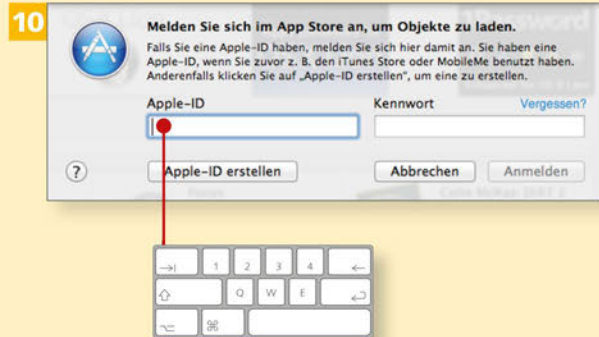 10
Melden Sie sich im App Store an, um Objekte zu laden.
Falls Sie eine Apple-ID haben, melden Sie sich hier damit an. Sie haben eine
Apple-ID, wenn Sie zuvor z. B. den iTunes Store oder MobileMe benutzt haben.
Anderenfalls klicken Sie auf „Apple-ID erstellen“, um eine zu erstellen.
Apple-ID Kennwort Vergessen?
? Apple-ID erstellen Abbrechen Anmelden
1 2 3 4
Q W E